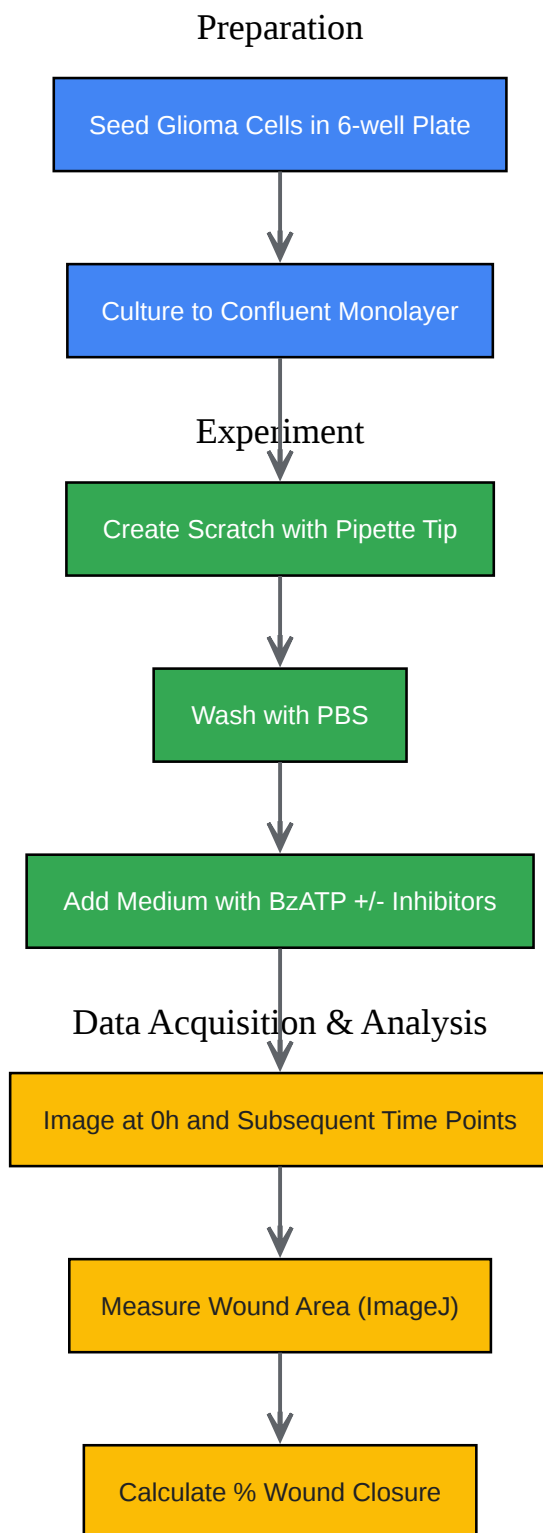 Preparation
Seed Glioma Cells in 6-well Plate
Culture to Confluent Monolayer
Experiment
Create Scratch with Pipette Tip
Wash with PBS
Add Medium with BzATP +/- Inhibitors
Data Acquisition & Analysis
Image at 0h and Subsequent Time Points
Measure Wound Area (ImageJ)
Calculate % Wound Closure